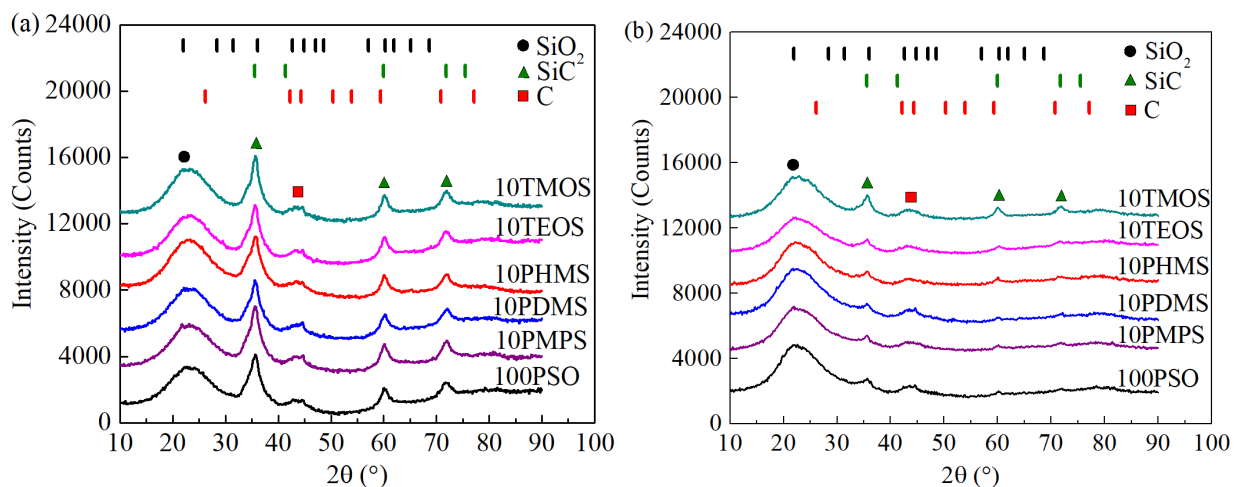 (a)
24000
20000
16000
12000
8000
4000
0
Intensity (Counts)
SiO2
SiC
C
10TMOS
10TEOS
10PHMS
10PDMS
10PMPS
100PSO
10 20 30 40 50 60 70 80 90 100
2θ (°)
(b)
24000
20000
16000
12000
8000
4000
0
Intensity (Counts)
SiO2
SiC
C
10TMOS
10TEOS
10PHMS
10PDMS
10PMPS
100PSO
10 20 30 40 50 60 70 80 90 100
2θ (°)